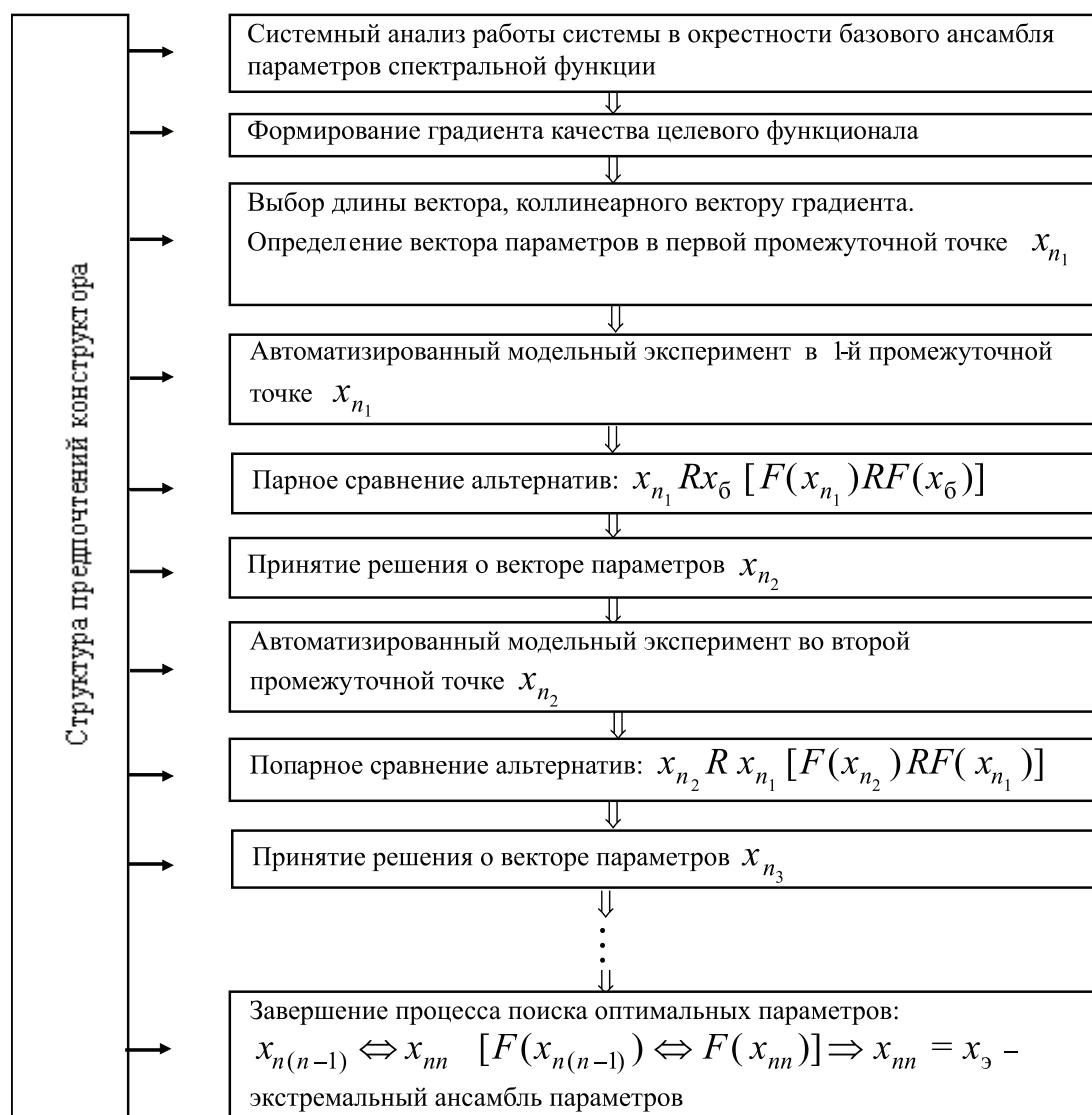 Структура предпочтений конструктора
Системный анализ работы системы в окрестности базового ансамбля
параметров спектральной функции
Формирование градиента качества целевого функционала
Выбор длины вектора, коллинеарного вектору градиента.
Определение вектора параметров в первой промежуточной точке x_{n_1}
Автоматизированный модельный эксперимент в 1-й промежуточной
точке x_{n_1}
Парное сравнение альтернатив: x_{n_1} R x_б [F(x_{n_1})RF(x_б)]
Принятие решения о векторе параметров x_{n_2}
Автоматизированный модельный эксперимент во второй
промежуточной точке x_{n_2}
Попарное сравнение альтернатив: x_{n_2} R x_{n_1} [F(x_{n_2})RF(x_{n_1})]
Принятие решения о векторе параметров x_{n_3}
Завершение процесса поиска оптимальных параметров:
x_{n(n−1)} ⇔ x_{nn} [F(x_{n(n−1)}) ⇔ F(x_{nn})] ⇒ x_{nn} = x_э –
экстремальный ансамбль параметров